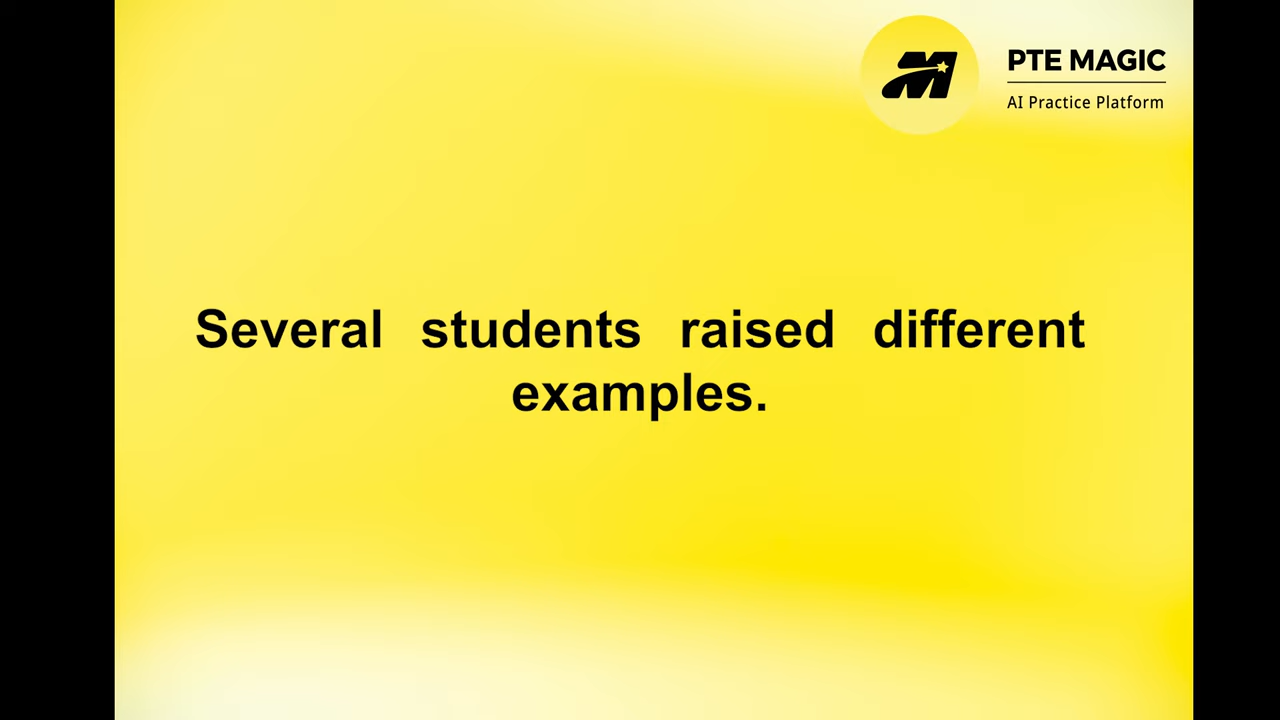 PTE MAGIC
AI Practice Platform
Several students raised different
examples.